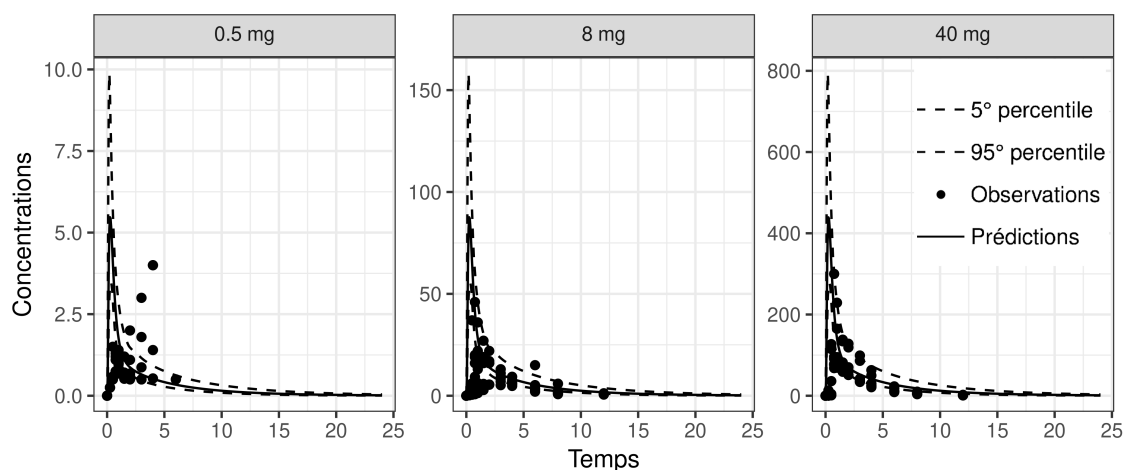 0.5 mg
8 mg
40 mg
Concentrations
10.0
7.5
5.0
2.5
0.0
150
100
50
0
800
600
400
200
0
5° percentile
95° percentile
Observations
Prédictions
0 5 10 15 20 25
0 5 10 15 20 25
0 5 10 15 20 25
Temps